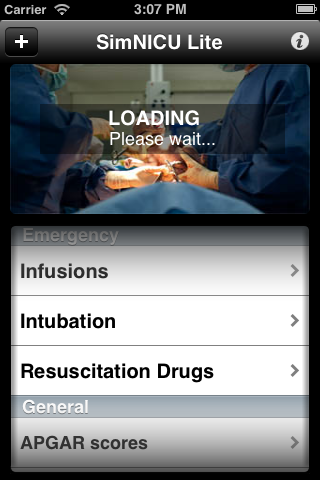 Carrier 3:07 PM
+ SimNICU Lite i
LOADING
Please wait...
Emergency
Infusions
Intubation
Resuscitation Drugs
General
APGAR scores